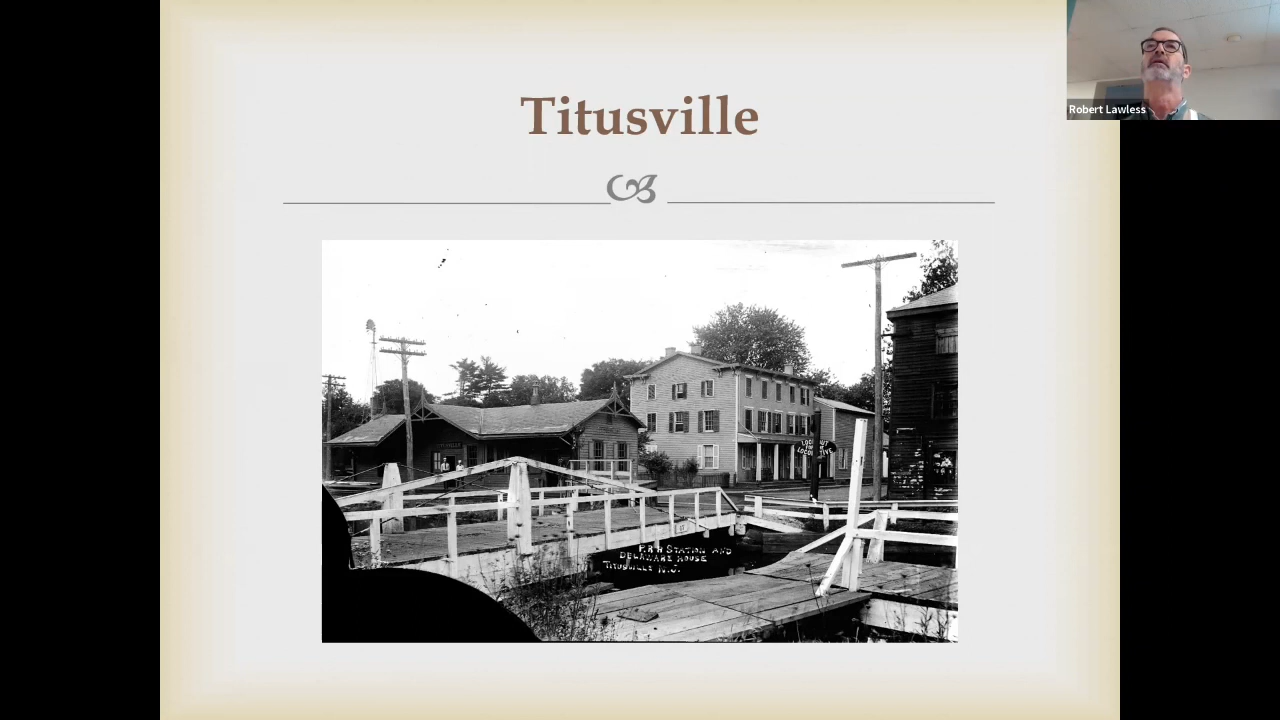 Titusville
Robert Lawless
LOOK OUT
FOR THE
LOCOMOTIVE
P.R.R STATION AND
DELAWARE HOUSE
TITUSVILLE N.J.